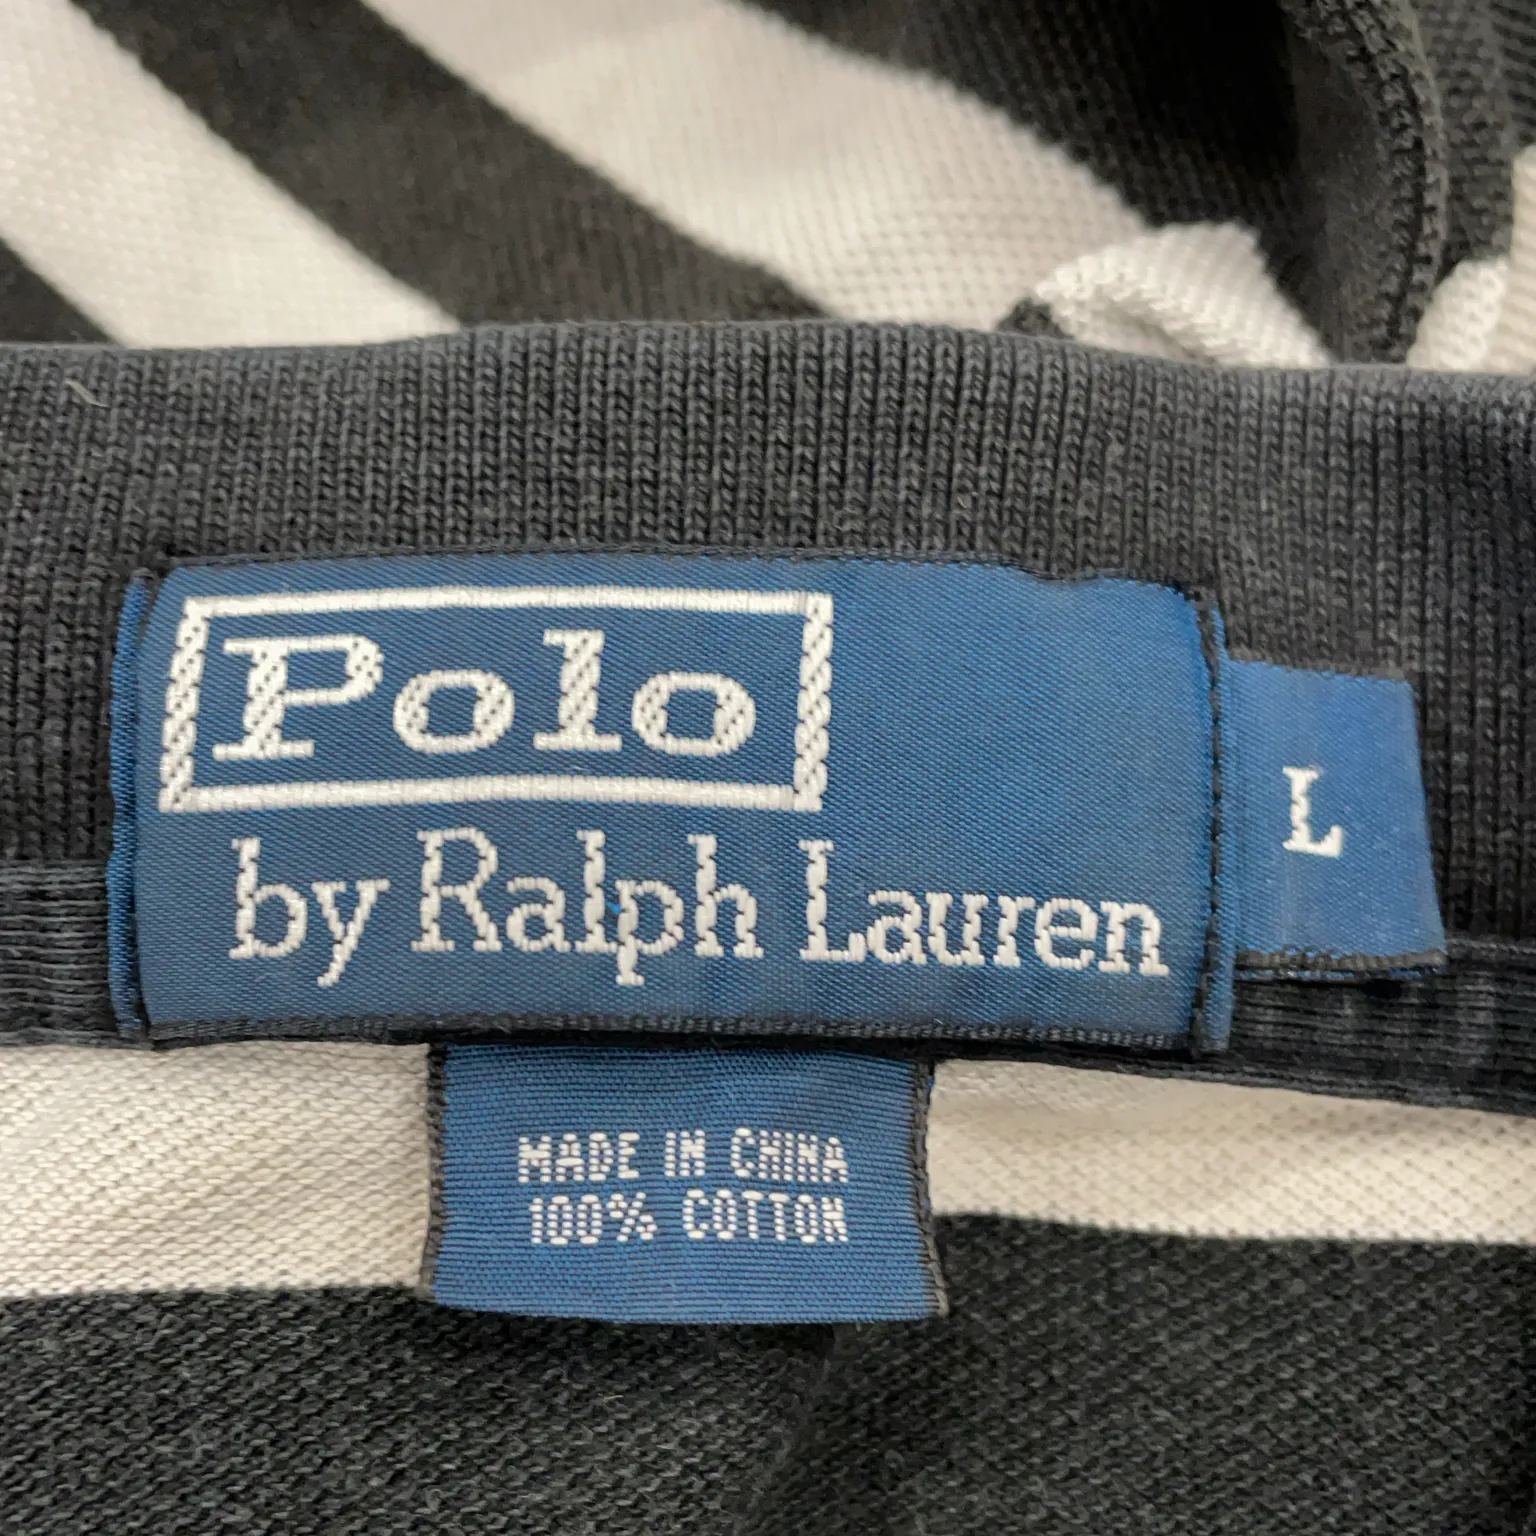 Polo
by Ralph Lauren
L
MADE IN CHINA
100% COTTON